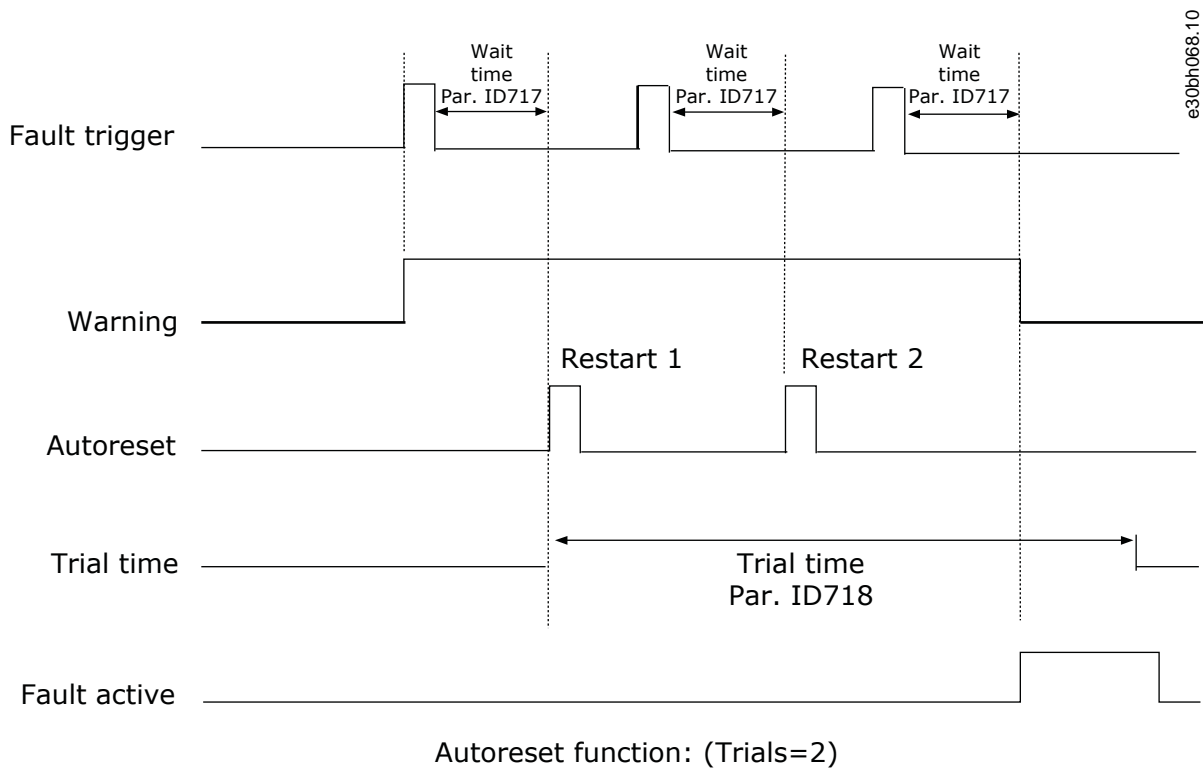 e30bh068.10
Wait
time
Par. ID717
Wait
time
Par. ID717
Wait
time
Par. ID717
Fault trigger
Warning
Restart 1
Restart 2
Autoreset
Trial time
Trial time
Par. ID718
Fault active
Autoreset function: (Trials=2)